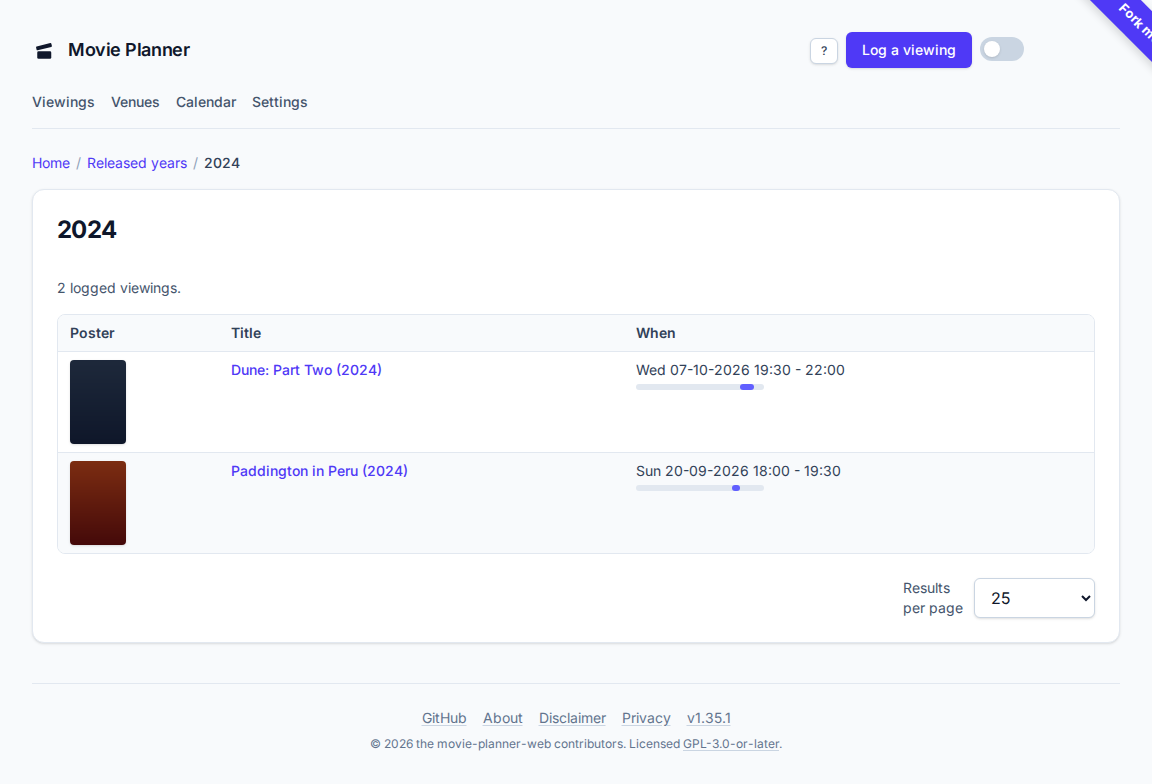 Movie Planner
?
Log a viewing
Fork m
Viewings Venues Calendar Settings
Home / Released years / 2024
2024
2 logged viewings.
Poster Title When
Dune: Part Two (2024) Wed 07-10-2026 19:30 - 22:00
Paddington in Peru (2024) Sun 20-09-2026 18:00 - 19:30
Results
per page
25
GitHub About Disclaimer Privacy v1.35.1
© 2026 the movie-planner-web contributors. Licensed GPL-3.0-or-later.